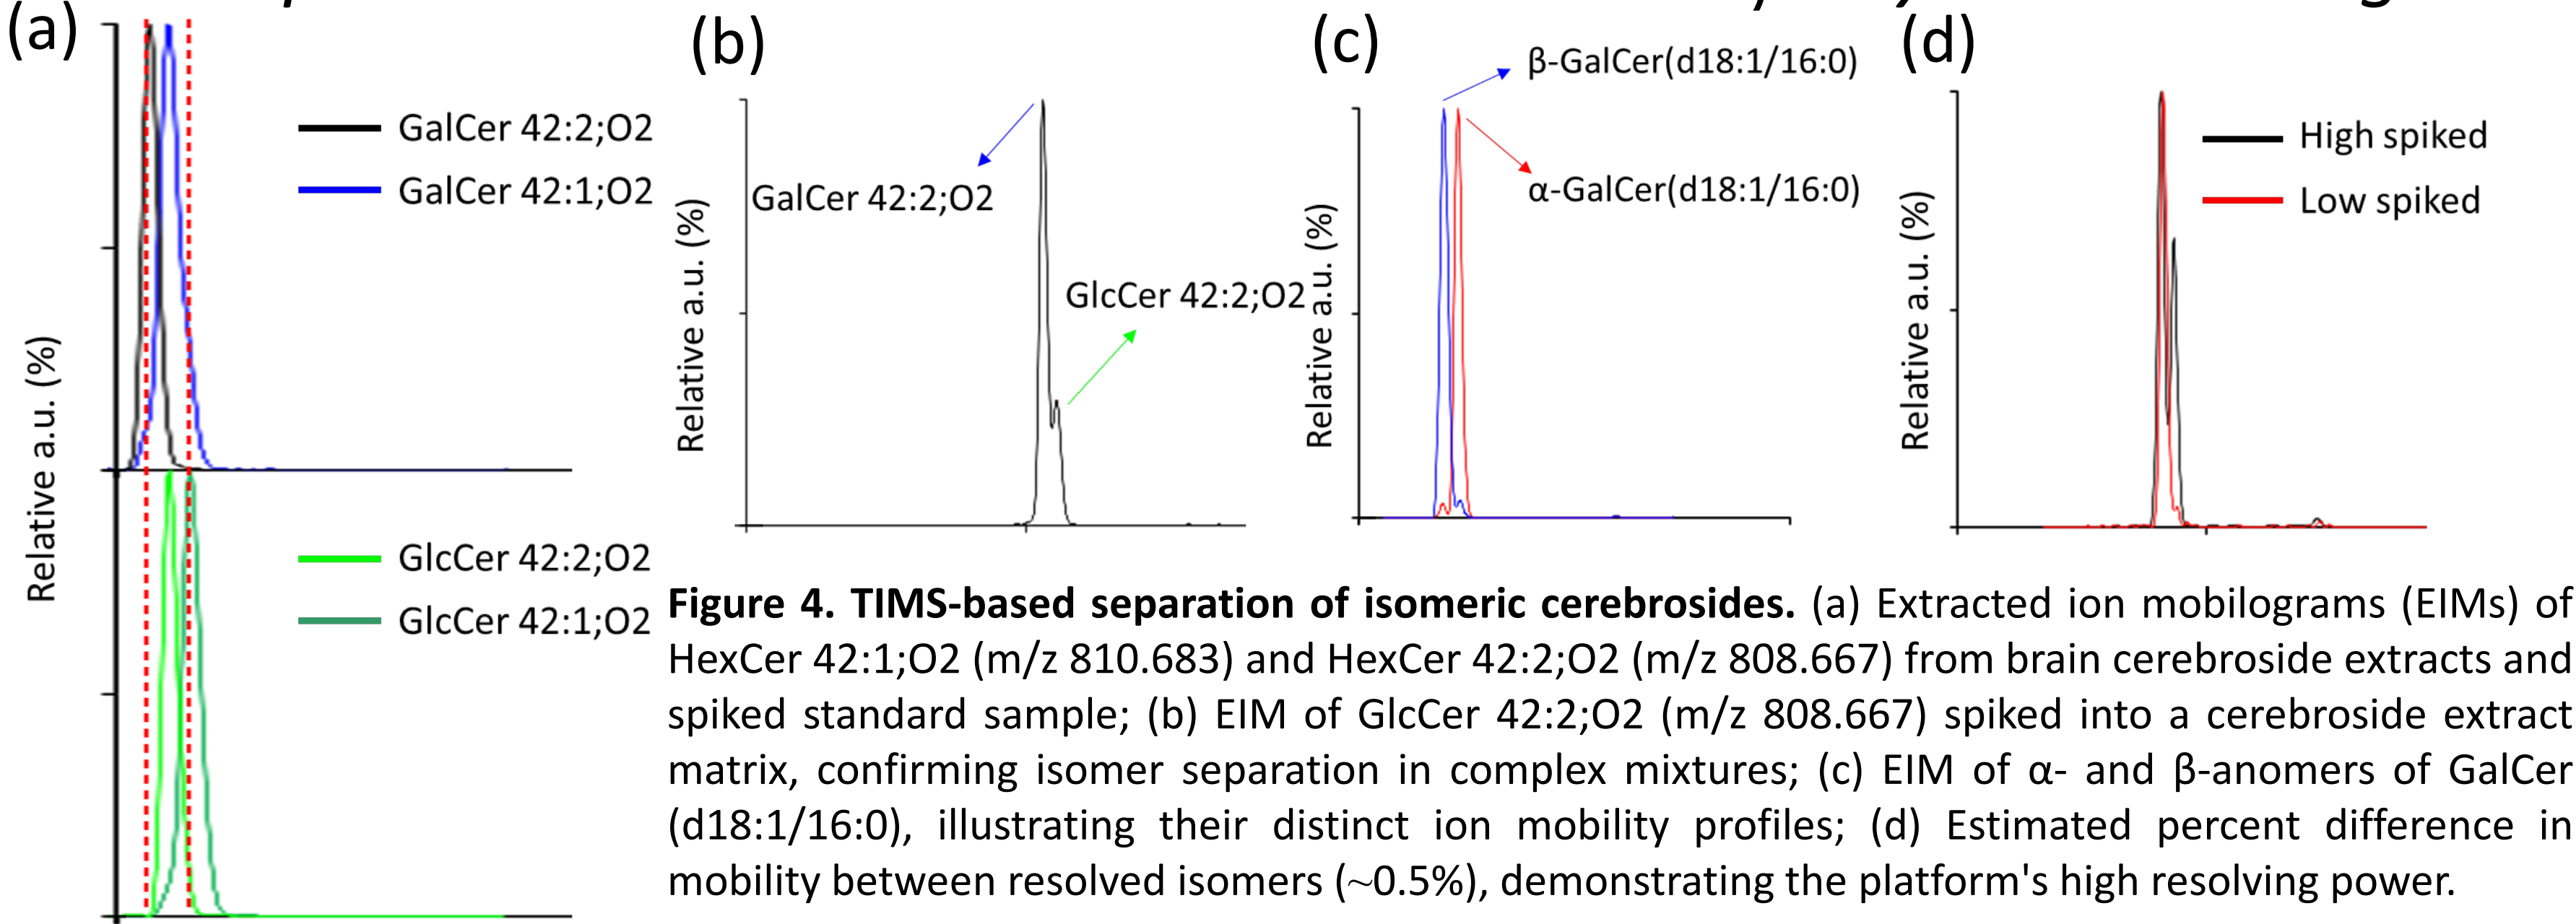 (a)
GalCer 42:2;O2
GalCer 42:1;O2
GlcCer 42:2;O2
GlcCer 42:1;O2
Relative a.u. (%)
(b)
GalCer 42:2;O2
GlcCer 42:2;O2
Relative a.u. (%)
(c)
β-GalCer(d18:1/16:0)
α-GalCer(d18:1/16:0)
Relative a.u. (%)
(d)
High spiked
Low spiked
Relative a.u. (%)
Figure 4. TIMS-based separation of isomeric cerebrosides. (a) Extracted ion mobilograms (EIMs) of
HexCer 42:1;O2 (m/z 810.683) and HexCer 42:2;O2 (m/z 808.667) from brain cerebroside extracts and
spiked standard sample; (b) EIM of GlcCer 42:2;O2 (m/z 808.667) spiked into a cerebroside extract
matrix, confirming isomer separation in complex mixtures; (c) EIM of α- and β-anomers of GalCer
(d18:1/16:0), illustrating their distinct ion mobility profiles; (d) Estimated percent difference in
mobility between resolved isomers (~0.5%), demonstrating the platform's high resolving power.